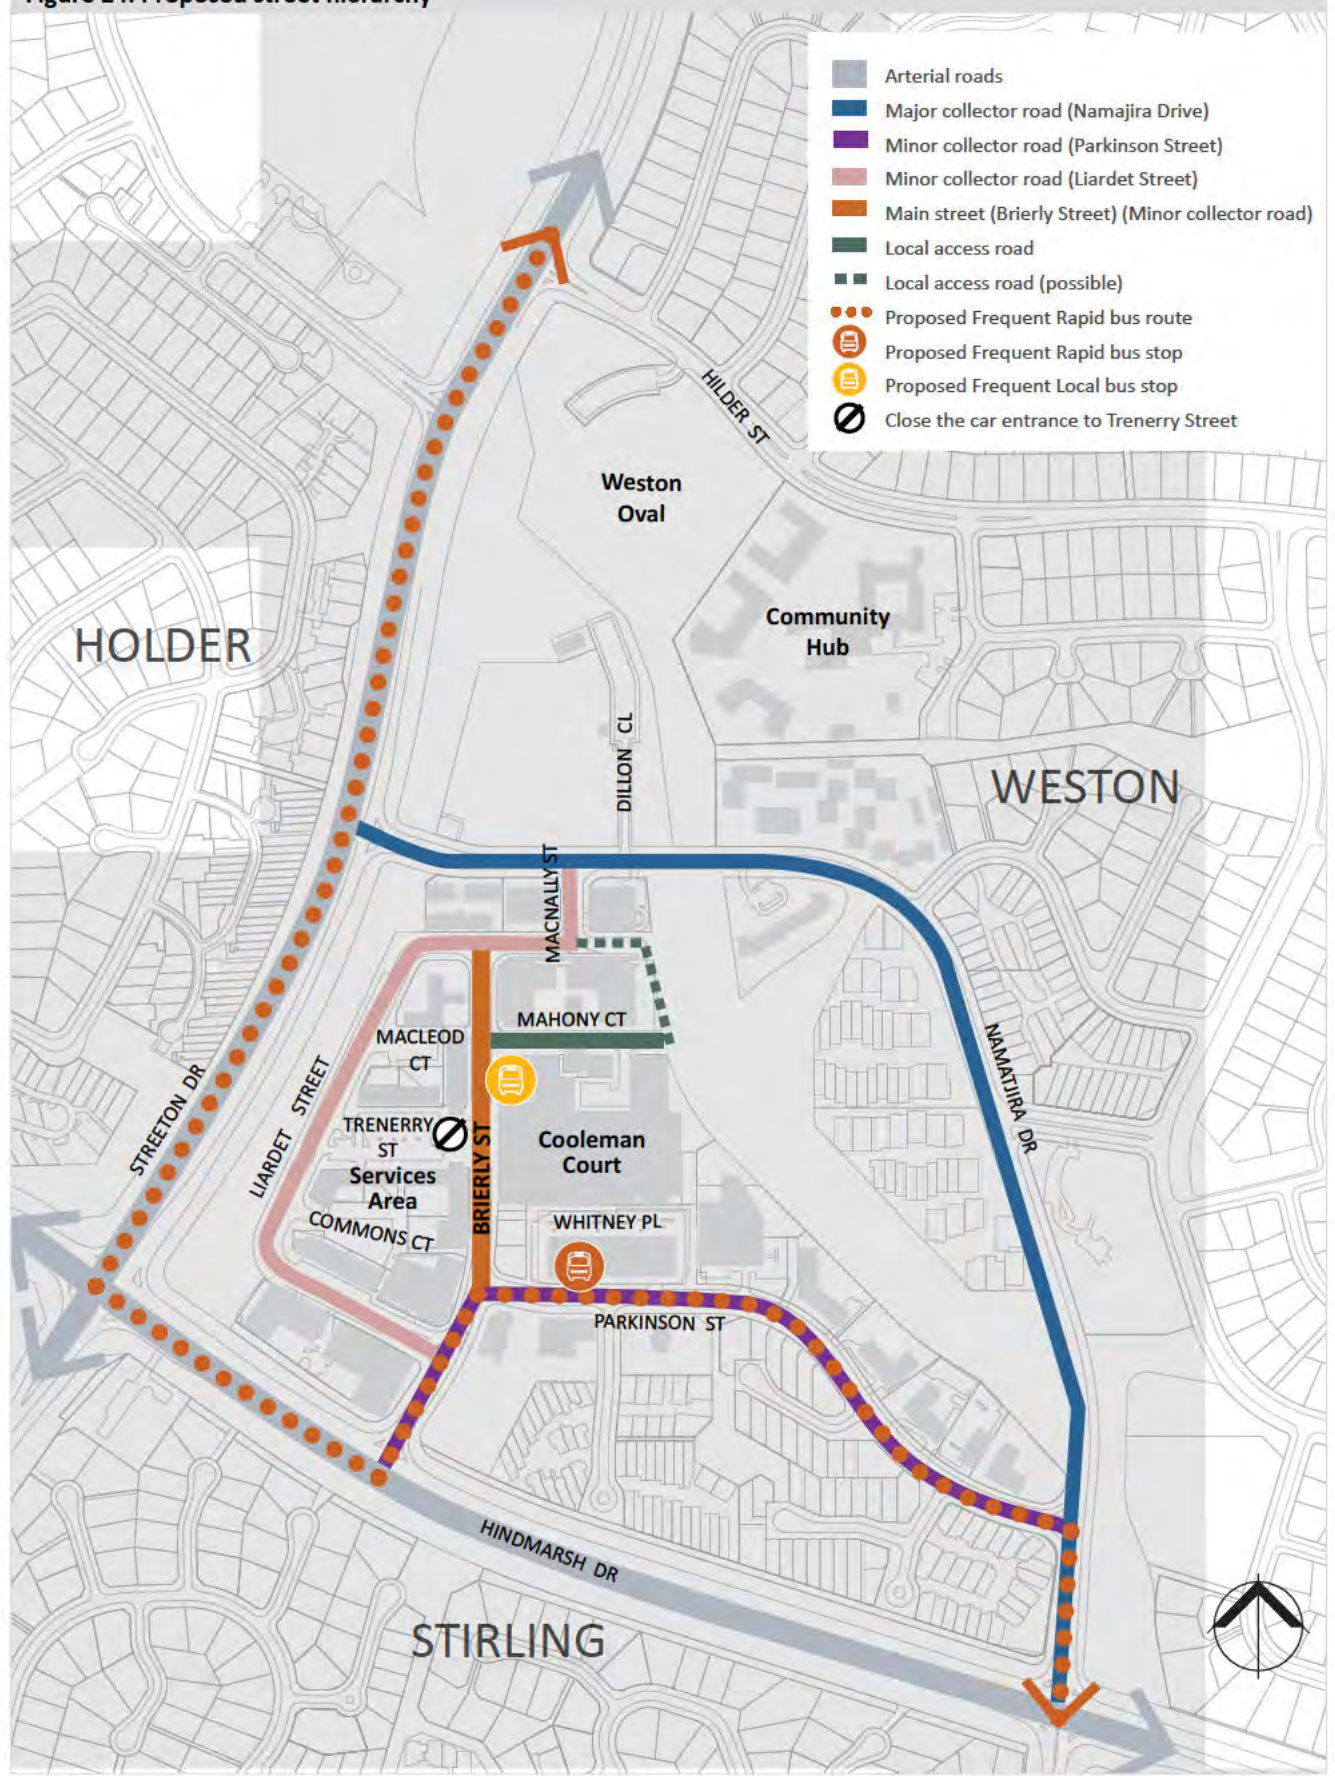 Arterial roads
Major collector road (Namajira Drive)
Minor collector road (Parkinson Street)
Minor collector road (Liardet Street)
Main street (Brierly Street) (Minor collector road)
Local access road
Local access road (possible)
Proposed Frequent Rapid bus route
Proposed Frequent Rapid bus stop
Proposed Frequent Local bus stop
Close the car entrance to Trenerry Street
HILDER ST
Weston
Oval
Community
Hub
HOLDER
DILLON CL
WESTON
MACNALLY ST
MAHONY CT
MACLEOD
CT
NAMATJIRA DR
STREETON DR
LIARDET STREET
TRENERRY
ST
Services
Area
BRIERLY ST
Cooleman
Court
COMMONS CT
WHITNEY PL
PARKINSON ST
HINDMARSH DR
STIRLING